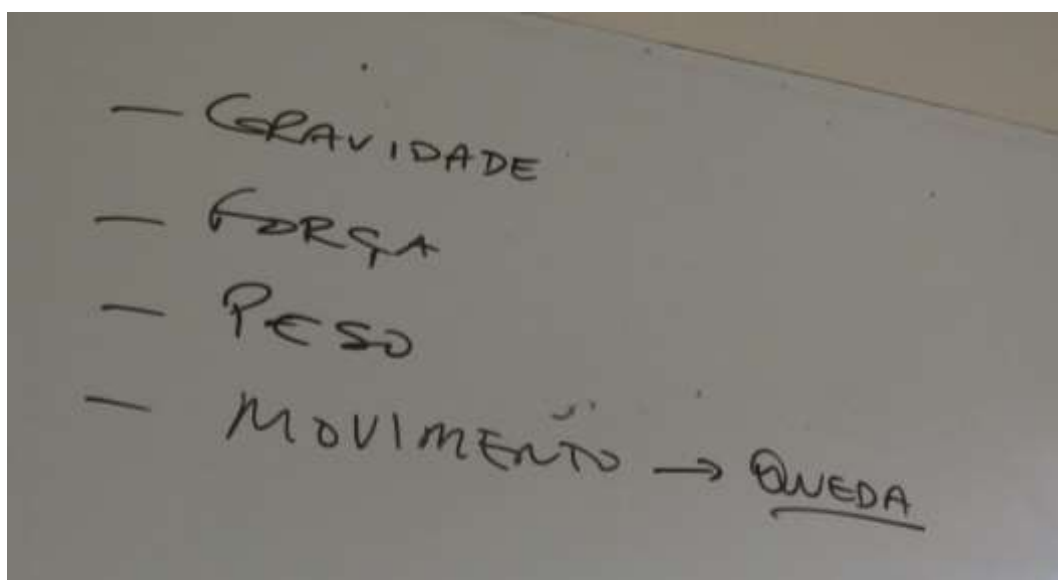 — GRAVIDADE
— FORÇA
— PESO
— MOVIMENTO → QUEDA